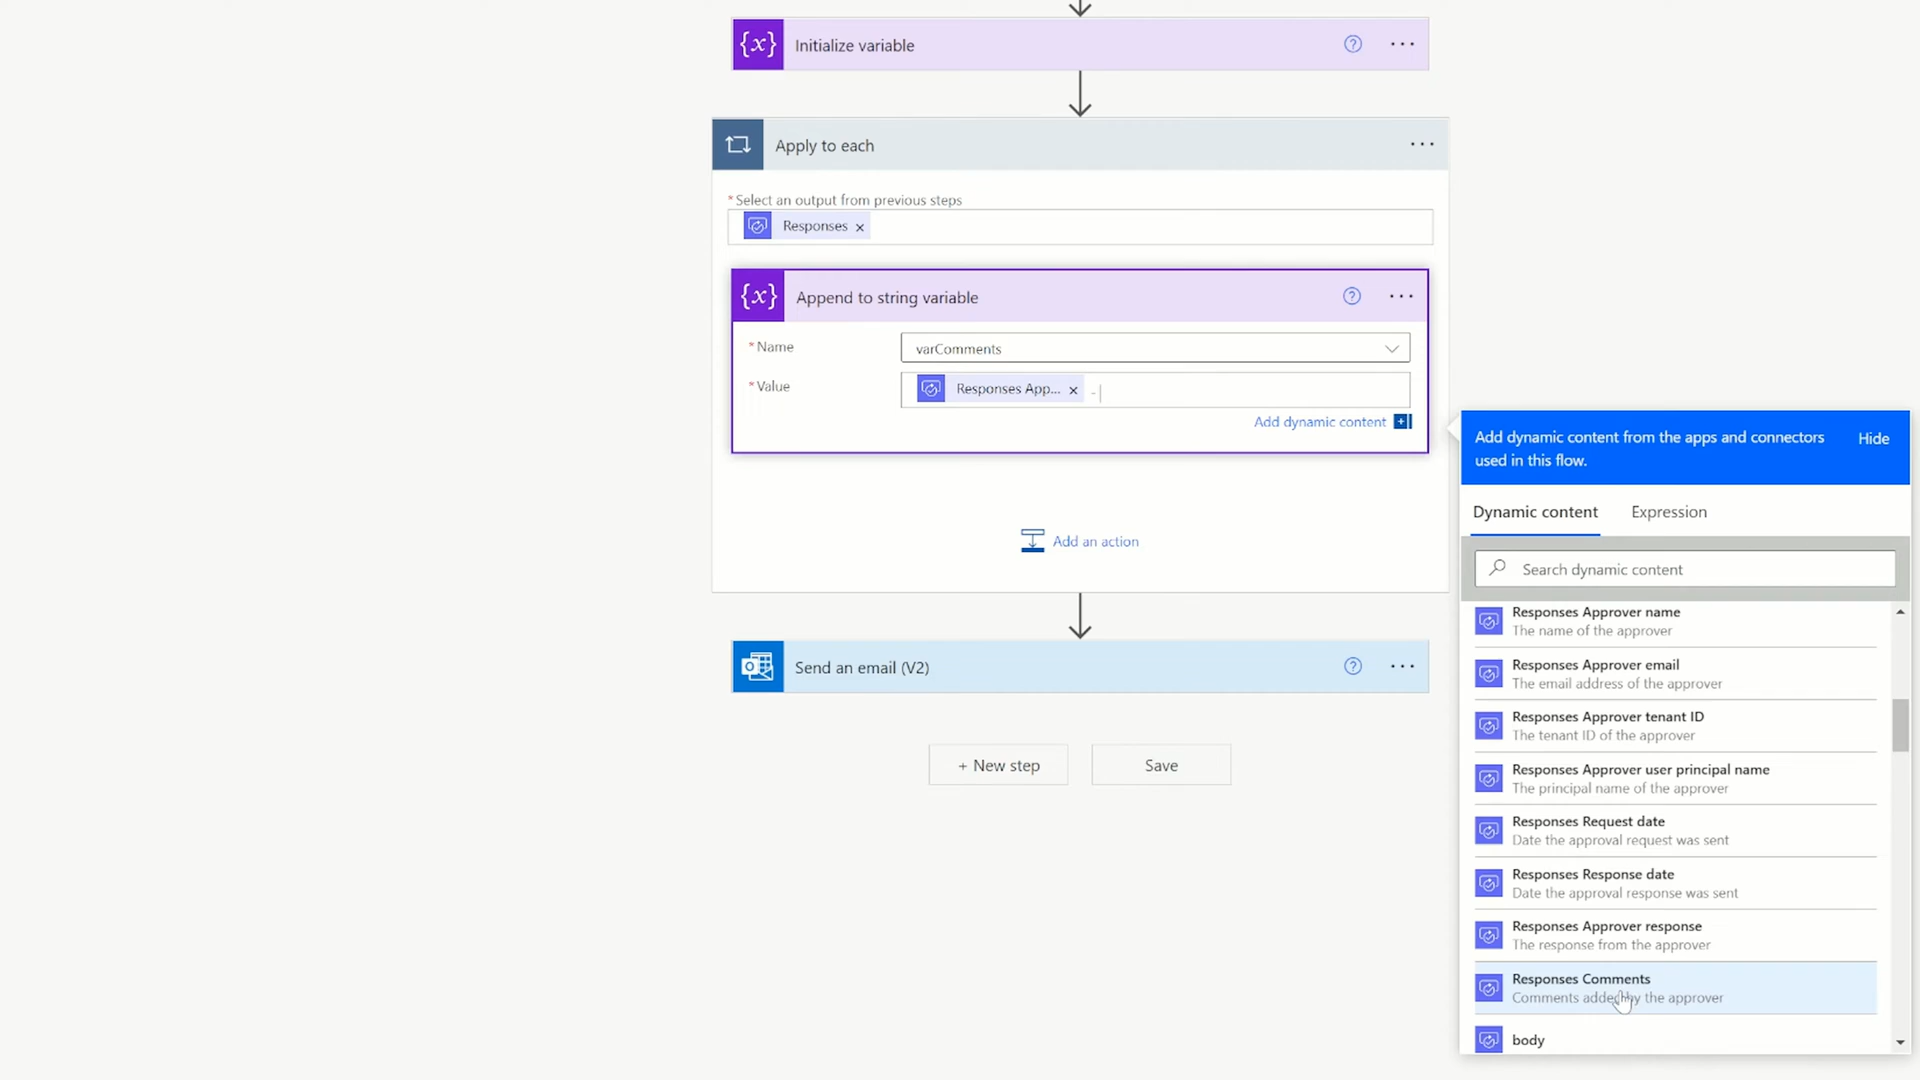 {x} Initialize variable ? ...
Apply to each ...
* Select an output from previous steps
Responses ×
{x} Append to string variable ? ...
* Name varComments
* Value Responses App... × -
Add dynamic content +
Add an action
Send an email (V2) ? ...
+ New step Save
Add dynamic content from the apps and connectors
used in this flow.
Hide
Dynamic content Expression
Search dynamic content
Responses Approver name
The name of the approver
Responses Approver email
The email address of the approver
Responses Approver tenant ID
The tenant ID of the approver
Responses Approver user principal name
The principal name of the approver
Responses Request date
Date the approval request was sent
Responses Response date
Date the approval response was sent
Responses Approver response
The response from the approver
Responses Comments
Comments added by the approver
body